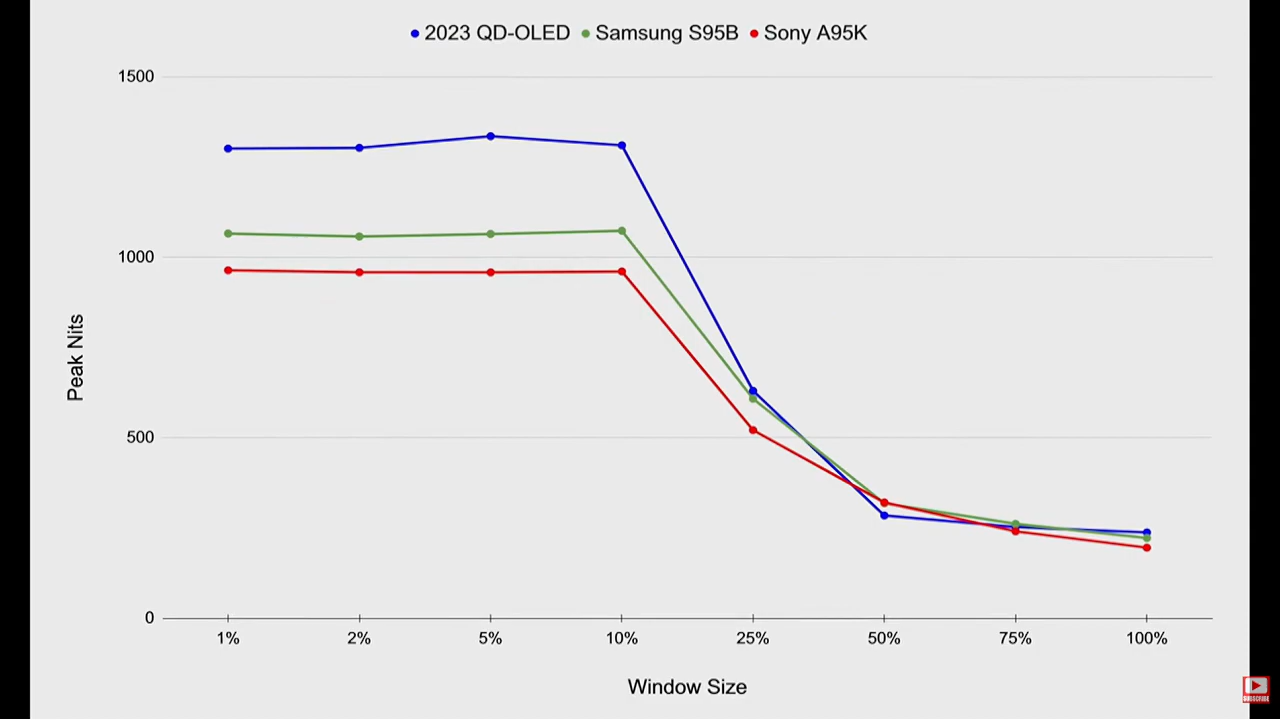 2023 QD-OLED Samsung S95B Sony A95K
1500
1000
500
0
Peak Nits
1% 2% 5% 10% 25% 50% 75% 100%
Window Size
SUBSCRIBE